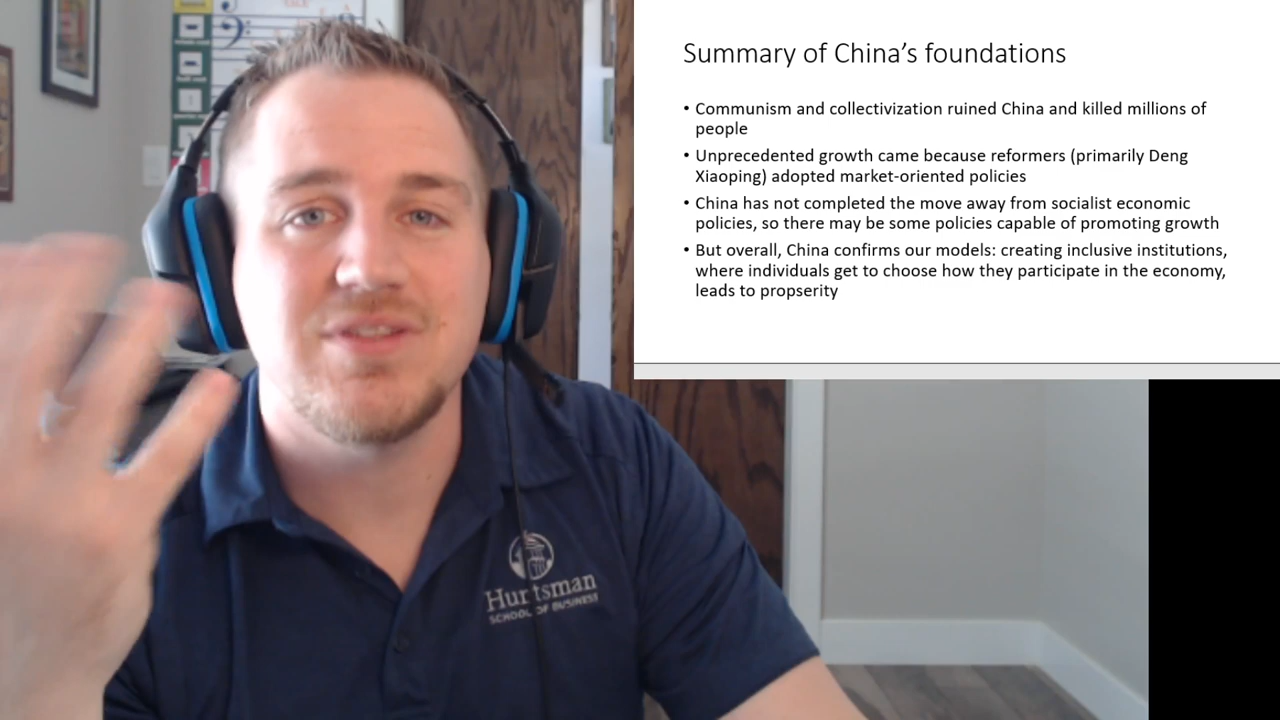 Summary of China’s foundations
• Communism and collectivization ruined China and killed millions of
people
• Unprecedented growth came because reformers (primarily Deng
Xiaoping) adopted market-oriented policies
• China has not completed the move away from socialist economic
policies, so there may be some policies capable of promoting growth
• But overall, China confirms our models: creating inclusive institutions,
where individuals get to choose how they participate in the economy,
leads to propserity
Huntsman
SCHOOL OF BUSINESS